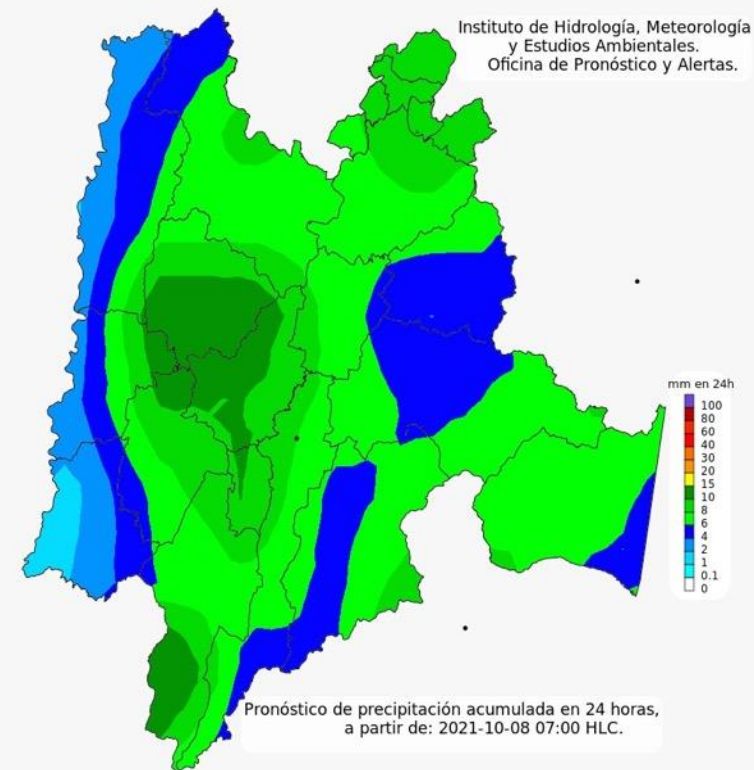 Instituto de Hidrología, Meteorología
y Estudios Ambientales.
Oficina de Pronóstico y Alertas.
mm en 24h
100
80
60
40
30
20
15
10
8
6
4
2
1
0.1
0
Pronóstico de precipitación acumulada en 24 horas,
a partir de: 2021-10-08 07:00 HLC.